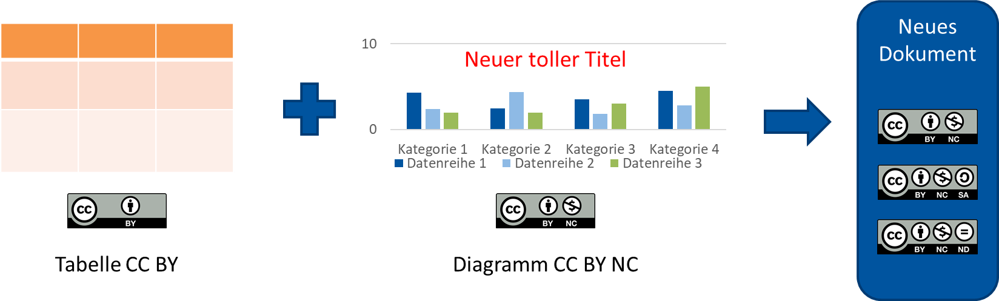 10
Neuer toller Titel
0
Kategorie 1 Kategorie 2 Kategorie 3 Kategorie 4
Datenreihe 1 Datenreihe 2 Datenreihe 3
cc BY
Tabelle CC BY
cc BY NC
Diagramm CC BY NC
Neues
Dokument
cc BY NC
cc BY NC SA
cc BY NC ND